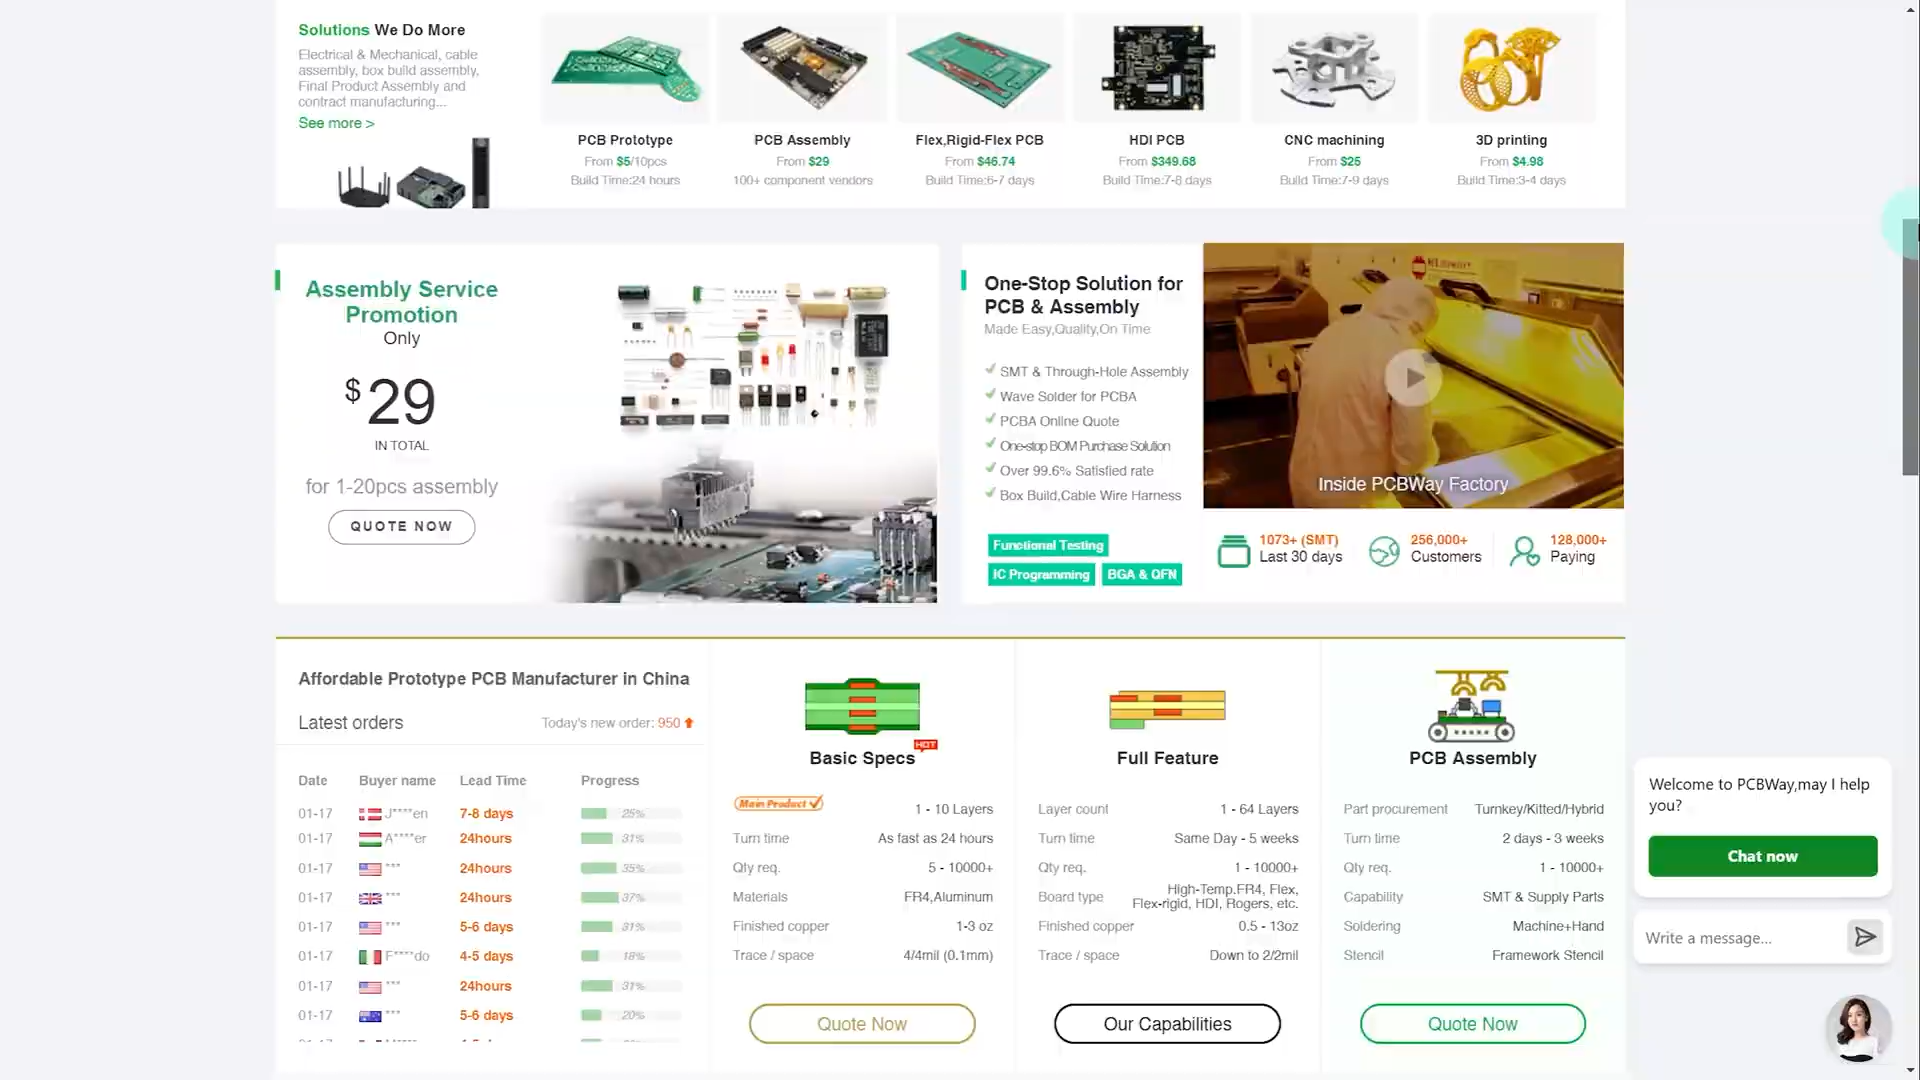 Solutions We Do More
Electrical & Mechanical, cable
assembly, box build assembly,
Final Product Assembly and
contract manufacturing...
See more >
PCB Prototype
From $5/10pcs
Build Time:24 hours
PCB Assembly
From $29
100+ component vendors
Flex,Rigid-Flex PCB
From $46.74
Build Time:6-7 days
HDI PCB
From $349.68
Build Time:7-8 days
CNC machining
From $25
Build Time:7-9 days
3D printing
From $4.98
Build Time:3-4 days
Assembly Service
Promotion
Only
$29
IN TOTAL
for 1-20pcs assembly
QUOTE NOW
One-Stop Solution for
PCB & Assembly
Made Easy,Quality,On Time
SMT & Through-Hole Assembly
Wave Solder for PCBA
PCBA Online Quote
One-stop BOM Purchase Solution
Over 99.6% Satisfied rate
Box Build,Cable Wire Harness
Functional Testing
IC Programming BGA & QFN
Inside PCBWay Factory
1073+ (SMT)
Last 30 days
256,000+
Customers
128,000+
Paying
Affordable Prototype PCB Manufacturer in China
Latest orders Today's new order: 950
Date Buyer name Lead Time Progress
01-17 J****en 7-8 days 25%
01-17 A****er 24hours 31%
01-17 *** 24hours 35%
01-17 *** 24hours 37%
01-17 *** 5-6 days 31%
01-17 F****do 4-5 days 18%
01-17 *** 24hours 31%
01-17 *** 5-6 days 20%
HOT
Basic Specs
Main Product 1 - 10 Layers
Turn time As fast as 24 hours
Qty req. 5 - 10000+
Materials FR4,Aluminum
Finished copper 1-3 oz
Trace / space 4/4mil (0.1mm)
Quote Now
Full Feature
Layer count 1 - 64 Layers
Turn time Same Day - 5 weeks
Qty req. 1 - 10000+
Board type High-Temp.FR4, Flex,
Flex-rigid, HDI, Rogers, etc.
Finished copper 0.5 - 13oz
Trace / space Down to 2/2mil
Our Capabilities
PCB Assembly
Part procurement Turnkey/Kitted/Hybrid
Turn time 2 days - 3 weeks
Qty req. 1 - 10000+
Capability SMT & Supply Parts
Soldering Machine+Hand
Stencil Framework Stencil
Quote Now
Welcome to PCBWay,may I help
you?
Chat now
Write a message...